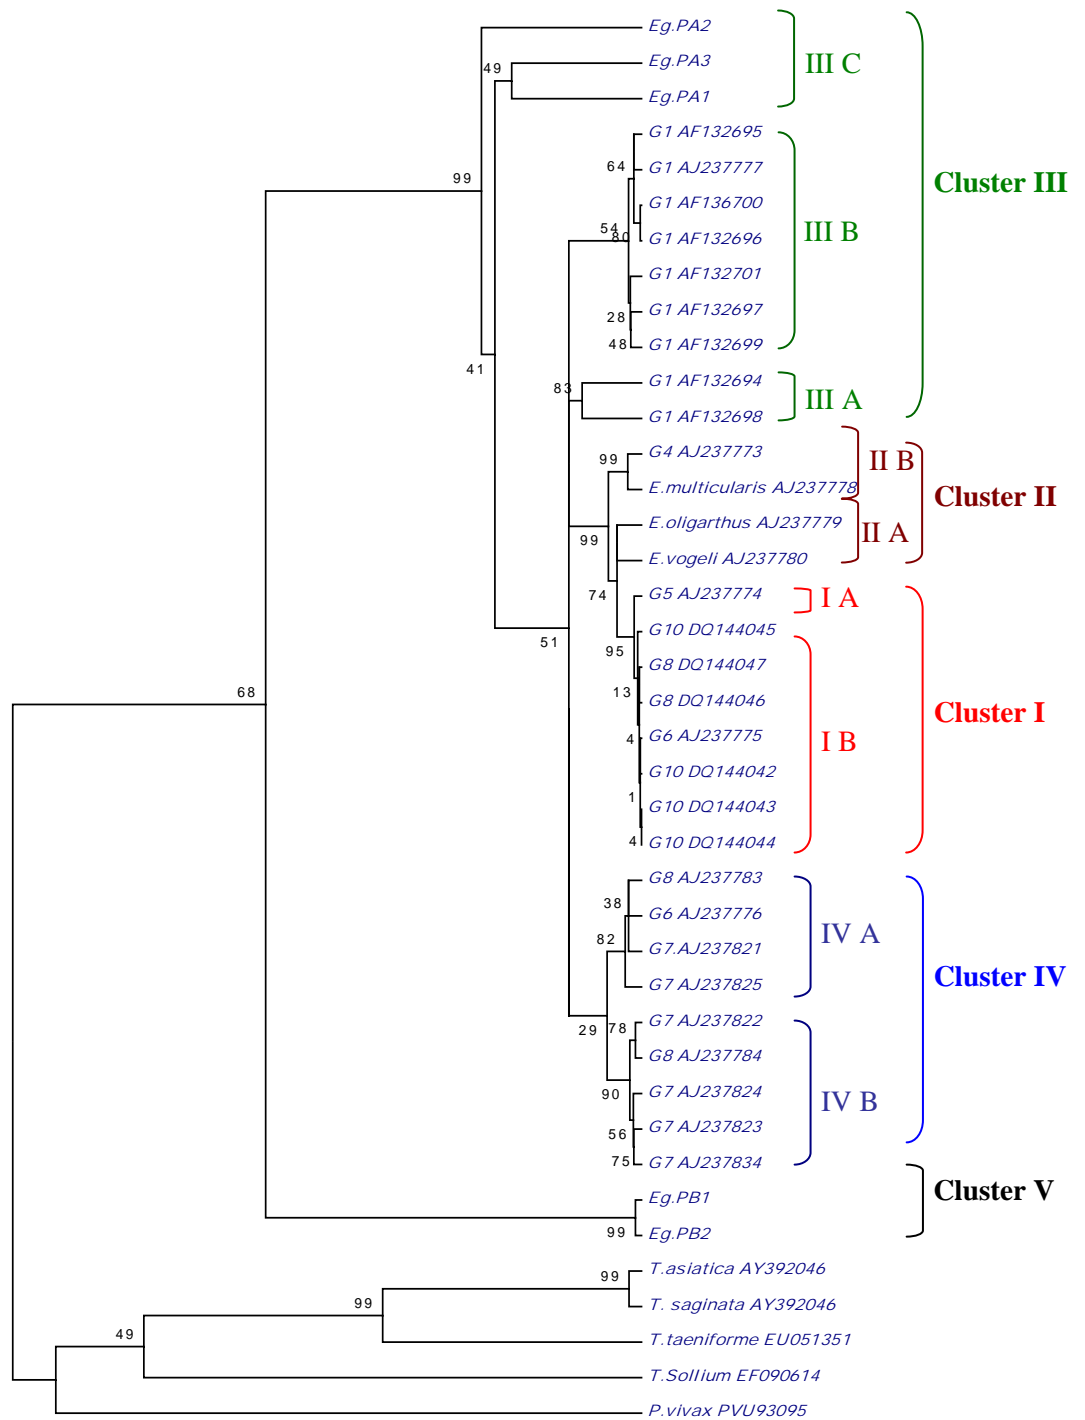 Eg.PA2
Eg.PA3
49
III C
Eg.PA1
G1 AF132695
64
G1 AJ237777
99
Cluster III
G1 AF136700
54
80
G1 AF132696
III B
G1 AF132701
G1 AF132697
28
G1 AF132699
48
41
G1 AF132694
83
III A
G1 AF132698
G4 AJ237773
99
II B
E.multicularis AJ237778
Cluster II
E.oligarthus AJ237779
99
II A
E.vogeli AJ237780
74
G5 AJ237774
I A
G10 DQ144045
51
95
G8 DQ144047
13
68
G8 DQ144046
Cluster I
G6 AJ237775
4
I B
G10 DQ144042
1
G10 DQ144043
4
G10 DQ144044
G8 AJ237783
38
G6 AJ237776
82
IV A
G7.AJ237821
Cluster IV
G7 AJ237825
29
78
G7 AJ237822
G8 AJ237784
90
G7 AJ237824
IV B
56
G7 AJ237823
75
G7 AJ237834
Cluster V
Eg.PB1
99
Eg.PB2
99
T.asiatica AY392046
99
T. saginata AY392046
49
T.taeniforme EU051351
T.Sollium EF090614
P.vivax PVU93095